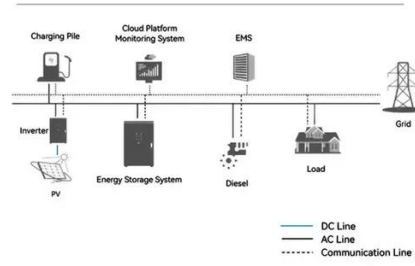 Charging Pile
Cloud Platform
Monitoring System
EMS
Grid
Inverter
PV
Energy Storage System
Diesel
Load
DC Line
AC Line
Communication Line